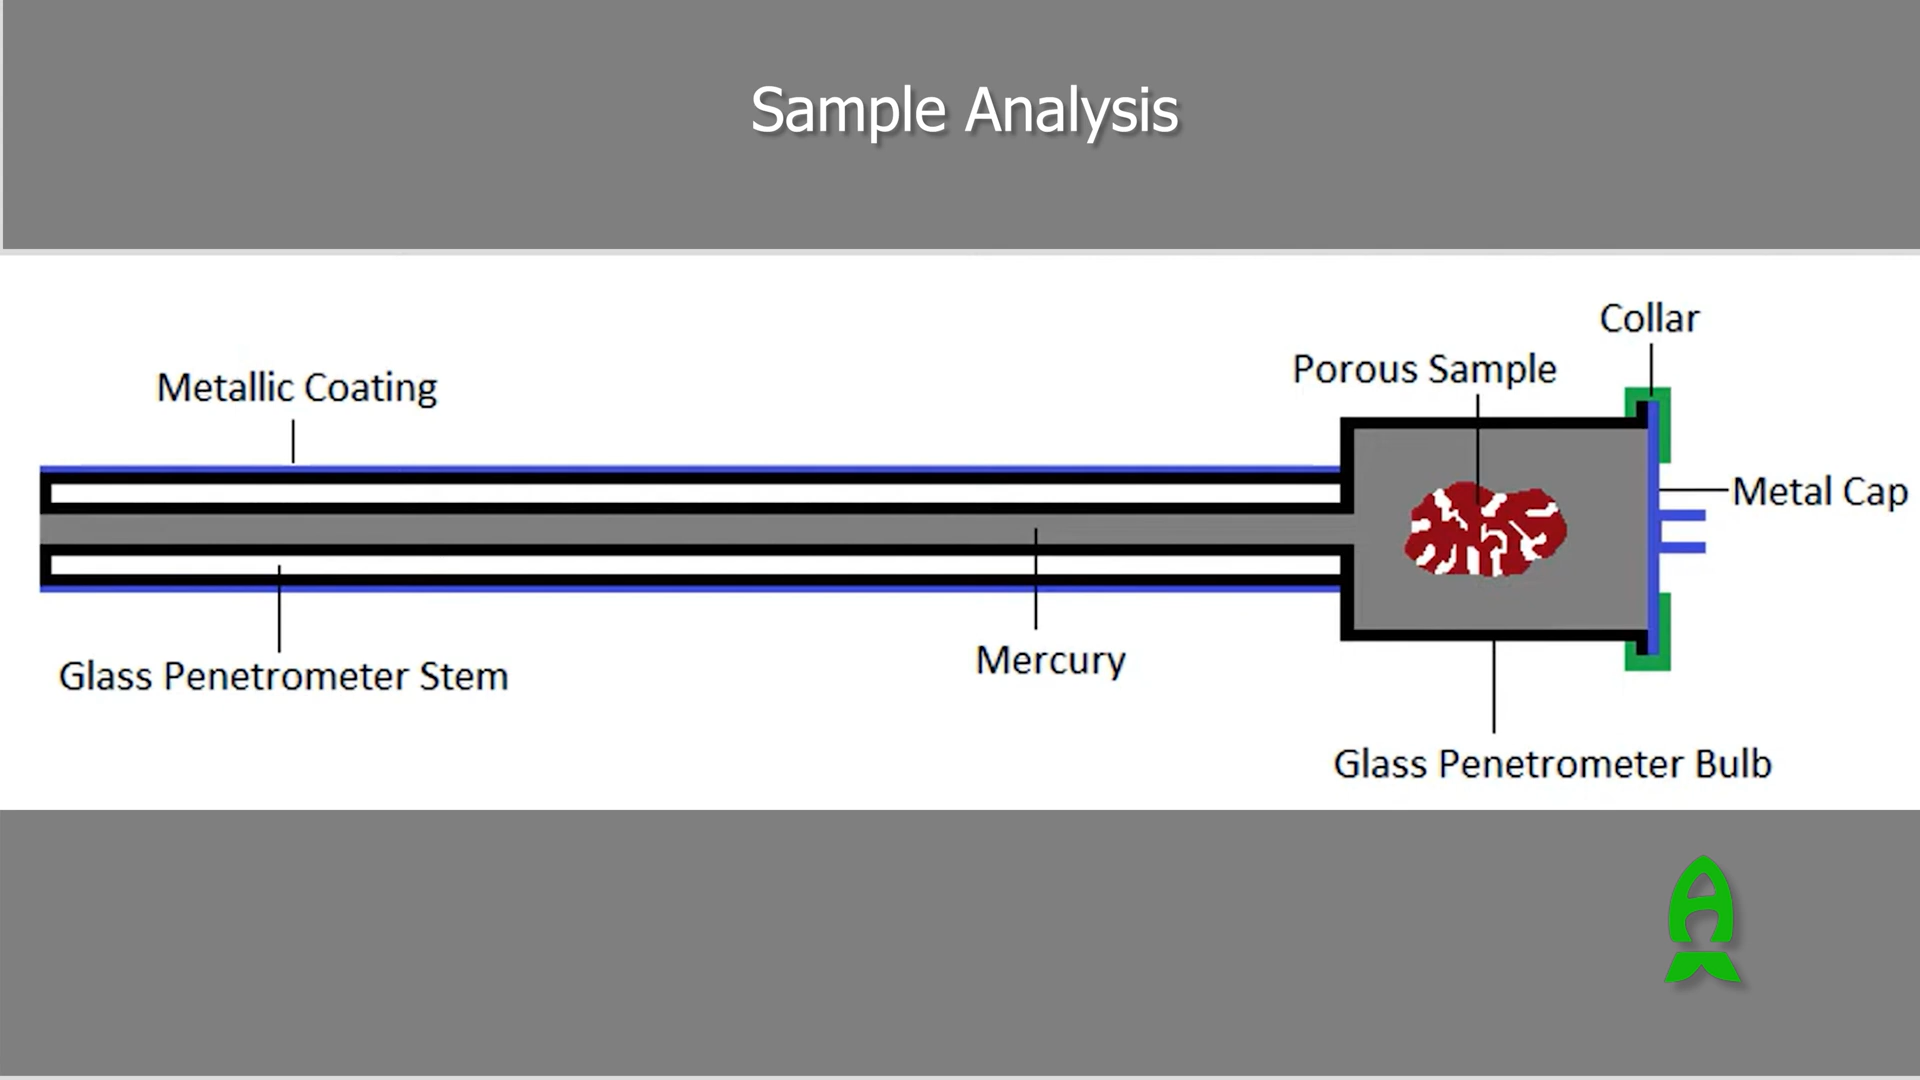 Sample Analysis
Collar
Porous Sample
Metallic Coating
Metal Cap
Mercury
Glass Penetrometer Stem
Glass Penetrometer Bulb